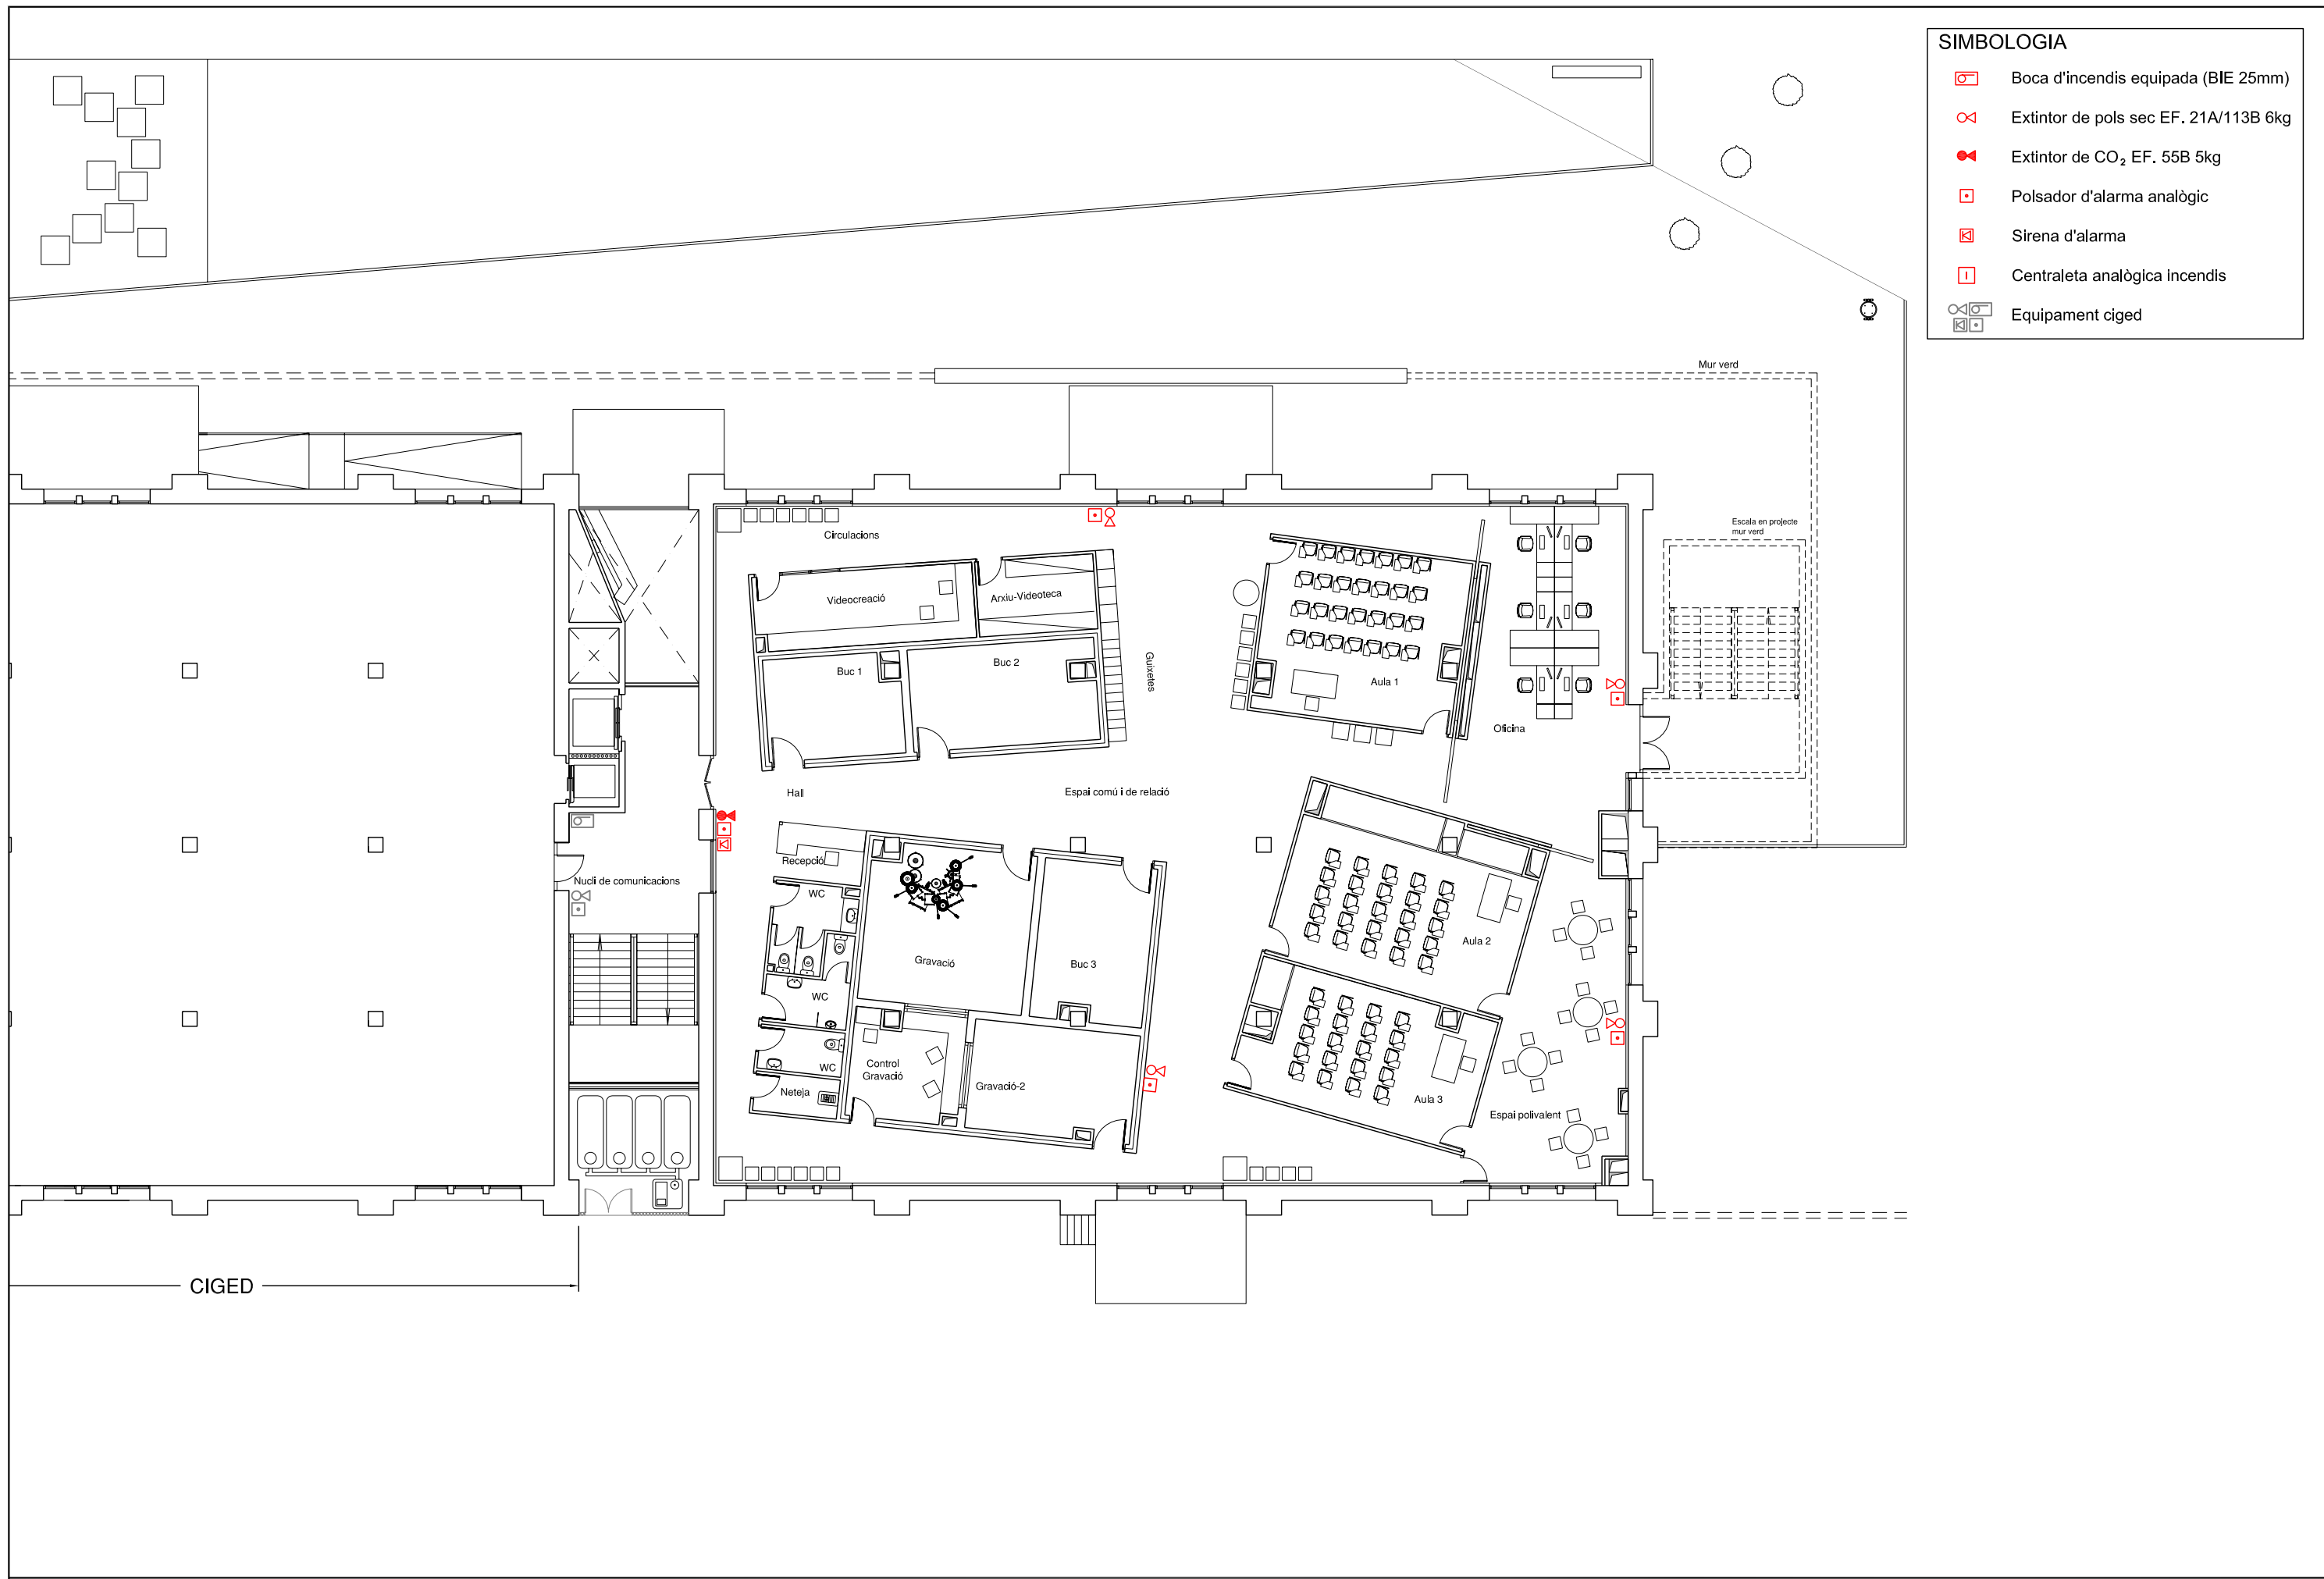 SIMBOLOGIA
Boca d'incendis equipada (BIE 25mm)
Extintor de pols sec EF. 21A/113B 6kg
Extintor de CO₂ EF. 55B 5kg
Polsador d'alarma analògic
Sirena d'alarma
Centraleta analògica incendis
Equipament ciged
Mur verd
Escala en projecte
mur verd
Circulacions
Videocreació
Arxiu-Videoteca
Buc 1
Buc 2
Guixetes
Aula 1
Oficina
Hall
Espai comú i de relació
Recepció
Nucli de comunicacions
WC
Gravació
Buc 3
Aula 2
WC
Control
Gravació
WC
Gravació-2
Neteja
Aula 3
Espai polivalent
CIGED